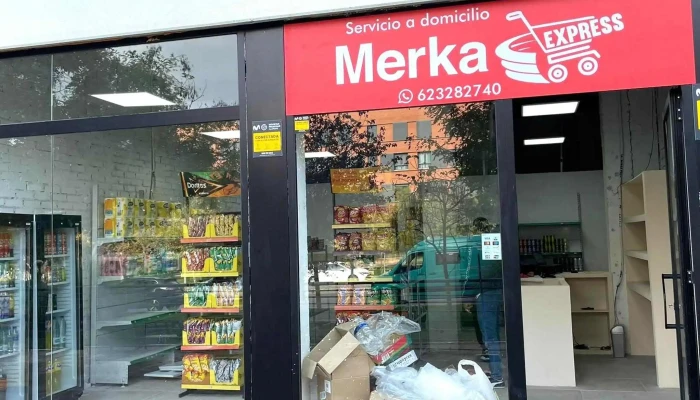 Servicio a domicilio
Merka
EXPRESS
623282740
Doritos